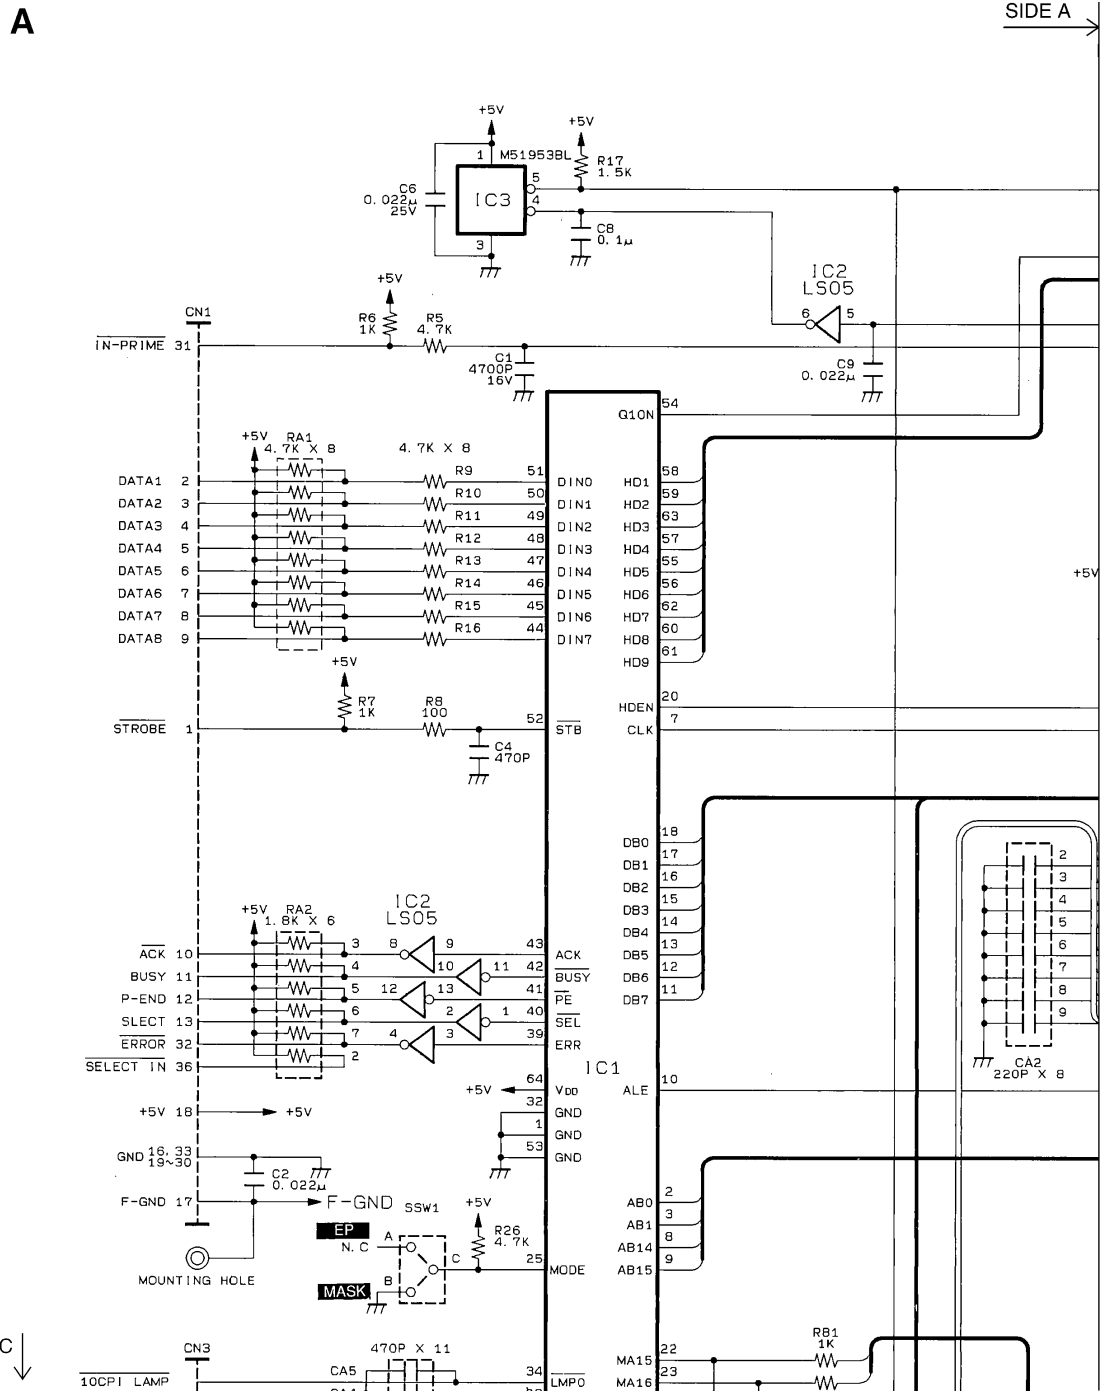 A
SIDE A
+5V
+5V
1 M51953BL
R17
1.5K
C6
0.022µ
25V
IC3
5
4
3
C8
0.1µ
IC2
LS05
6 5
C9
0.022µ
+5V
R6
1K
R5
4.7K
CN1
IN-PRIME 31
C1
4700P
16V
Q10N 54
+5V
RA1
4.7K X 8
4.7K X 8
DATA1 2 R9 51 DIN0 HD1 58
DATA2 3 R10 50 DIN1 HD2 59
DATA3 4 R11 49 DIN2 HD3 63
DATA4 5 R12 48 DIN3 HD4 57
DATA5 6 R13 47 DIN4 HD5 55
+5V
DATA6 7 R14 46 DIN5 HD6 56
DATA7 8 R15 45 DIN6 HD7 62
DATA8 9 R16 44 DIN7 HD8 60
HD9 61
+5V
R7
1K
R8
100
HDEN 20
STROBE 1 52 STB CLK 7
C4
470P
DB0 18
DB1 17
DB2 16
DB3 15
DB4 14
DB5 13
DB6 12
DB7 11
2
3
4
5
6
7
8
9
CA2
220P X 8
+5V
RA2
1.8K X 6
IC2
LS05
ACK 10 3 8 9 43 ACK
BUSY 11 4 10 11 42 BUSY
P-END 12 5 12 13 41 PE
SLECT 13 6 2 1 40 SEL
ERROR 32 7 4 3 39 ERR
SELECT IN 36 2
IC1
+5V 64 VDD ALE 10
+5V 18 +5V 32 GND
1 GND
GND 16, 33
19~30
53 GND
C2
0.022µ
F-GND 17 F-GND
SSW1
+5V
AB0 2
AB1 3
AB14 8
AB15 9
EP
N.C A
R26
4.7K
C 25 MODE
MASK
B
MOUNTING HOLE
C
CN3
470P X 11
RB1
1K
MA15 22
10CPI LAMP CA5 34 LMP0 MA16 23